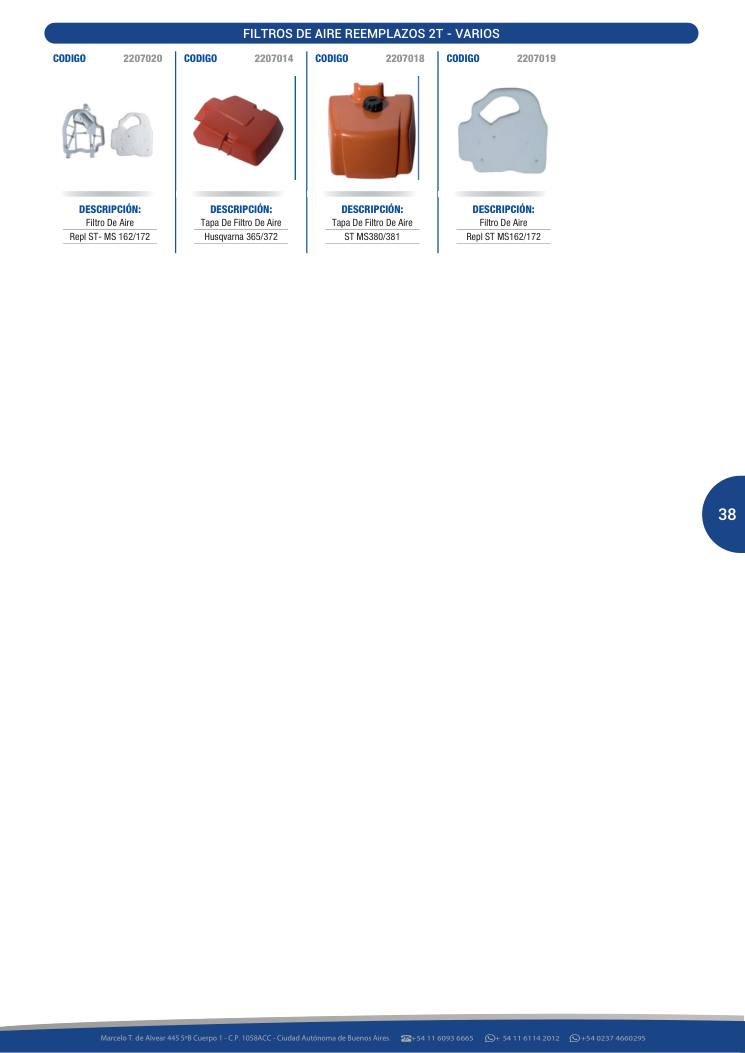 FILTROS DE AIRE REEMPLAZOS 2T - VARIOS
CODIGO 2207020
DESCRIPCIÓN:
Filtro De Aire
Repl ST- MS 162/172
CODIGO 2207014
DESCRIPCIÓN:
Tapa De Filtro De Aire
Husqvarna 365/372
CODIGO 2207018
DESCRIPCIÓN:
Tapa De Filtro De Aire
ST MS380/381
CODIGO 2207019
DESCRIPCIÓN:
Filtro De Aire
Repl ST MS162/172
38
Marcelo T. de Alvear 445 5ºB Cuerpo 1 - C.P. 1058ACC - Ciudad Autónoma de Buenos Aires. +54 11 6093 6665 + 54 11 6114 2012 +54 0237 4660295